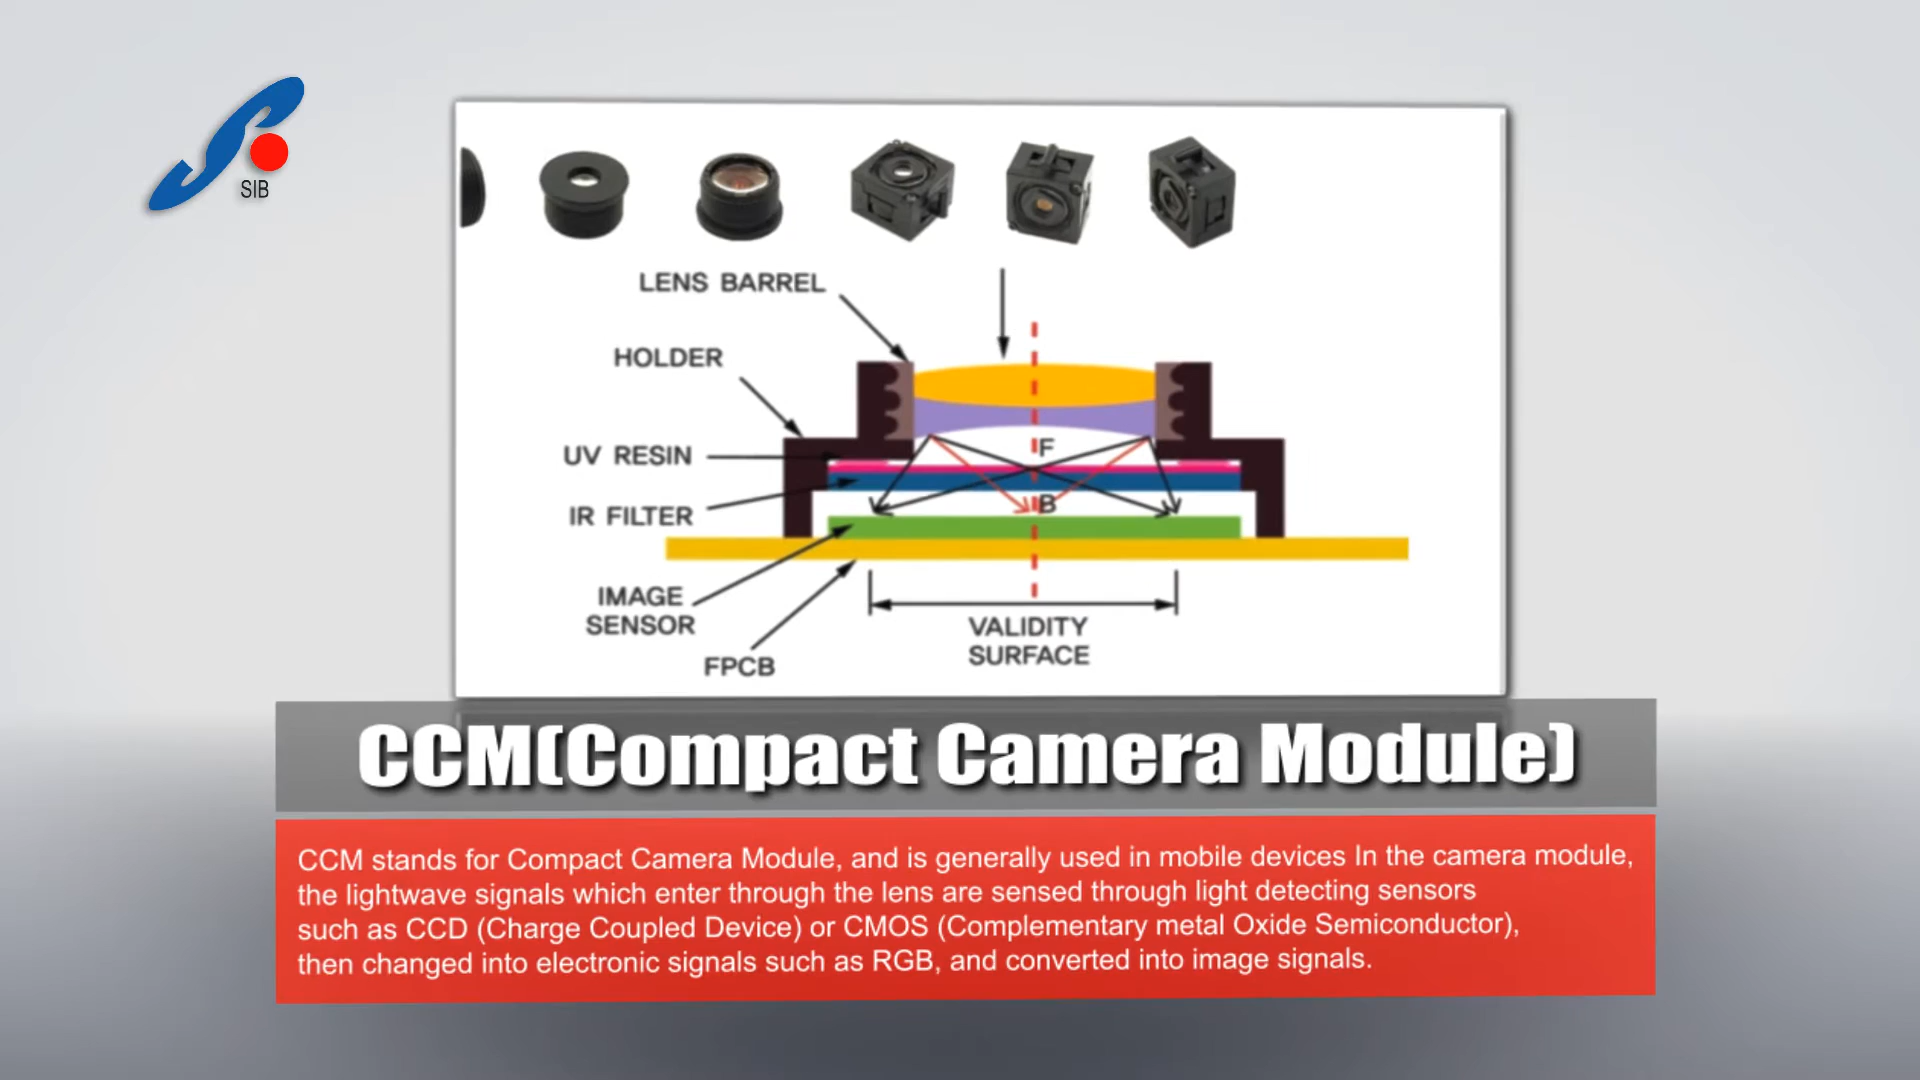 SIB
LENS BARREL
HOLDER
F
UV RESIN
B
IR FILTER
IMAGE
SENSOR
VALIDITY
SURFACE
FPCB
CCM(Compact Camera Module)
CCM stands for Compact Camera Module, and is generally used in mobile devices In the camera module,
the lightwave signals which enter through the lens are sensed through light detecting sensors
such as CCD (Charge Coupled Device) or CMOS (Complementary metal Oxide Semiconductor),
then changed into electronic signals such as RGB, and converted into image signals.